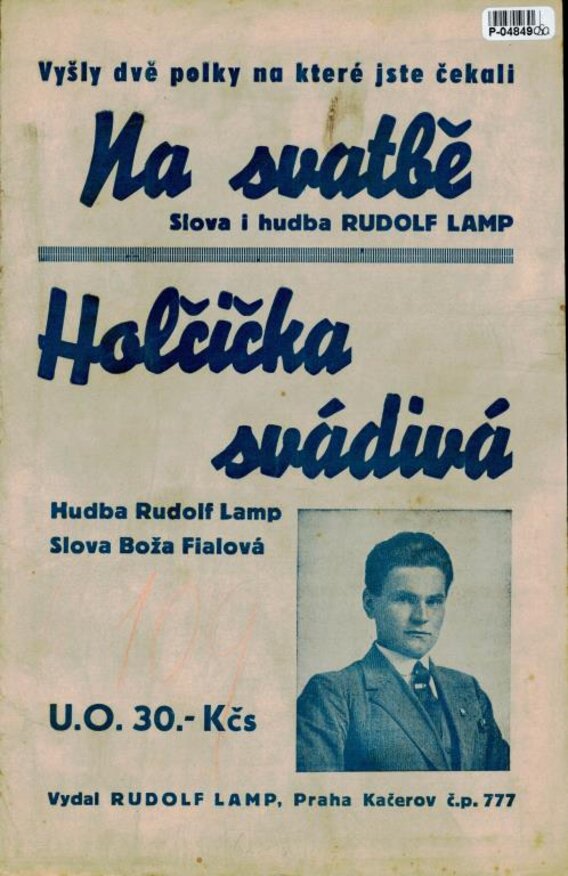 P-04849
Vyšly dvě polky na které jste čekali
Na svatbě
Slova i hudba RUDOLF LAMP
Holčička
svádivá
Hudba Rudolf Lamp
Slova Boža Fialová
109
U.O. 30.- Kčs
Vydal RUDOLF LAMP, Praha Kačerov č.p. 777